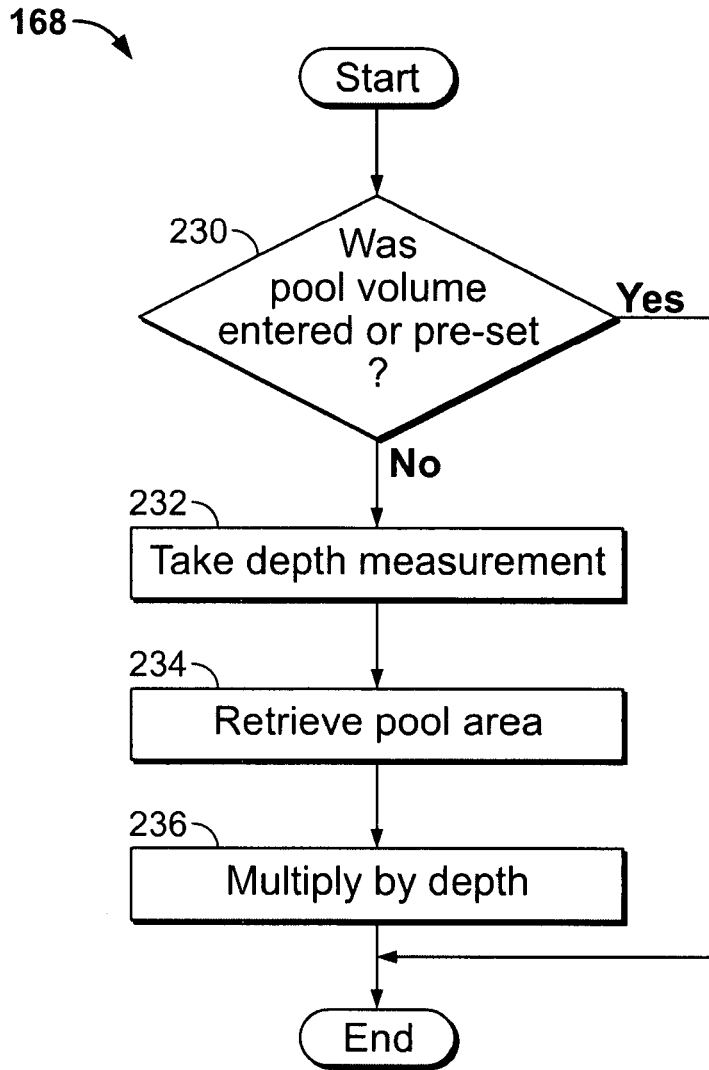 168
Start
230
Was
pool volume
entered or pre-set
?
Yes
No
232
Take depth measurement
234
Retrieve pool area
236
Multiply by depth
End